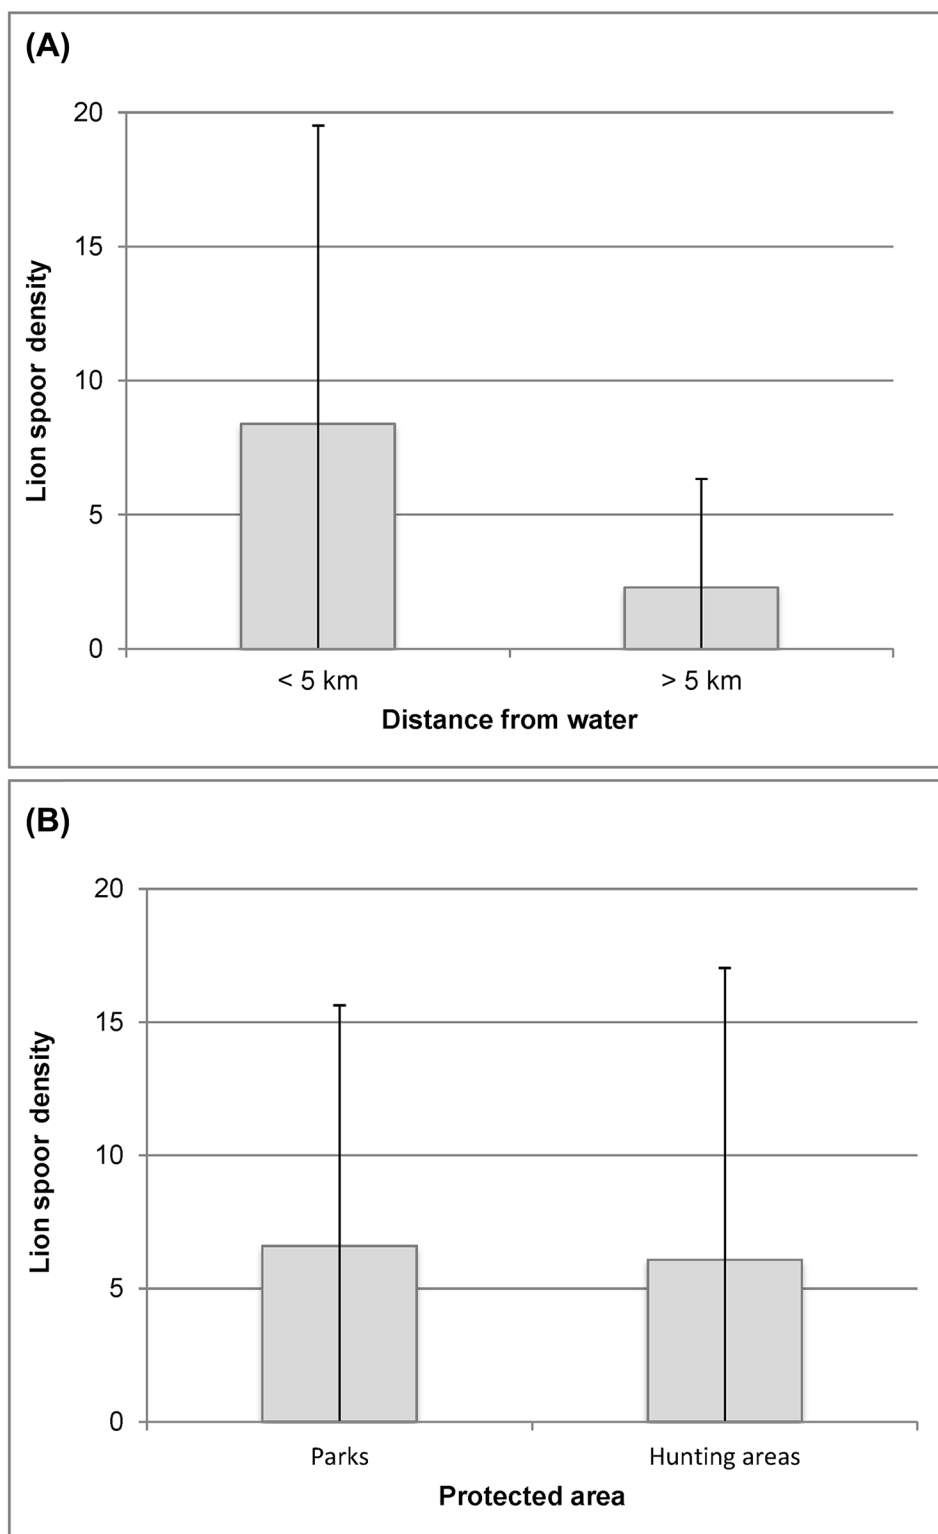 (A)
20
15
10
5
0
Lion spoor density
< 5 km
> 5 km
Distance from water
(B)
20
15
10
5
0
Lion spoor density
Parks
Hunting areas
Protected area